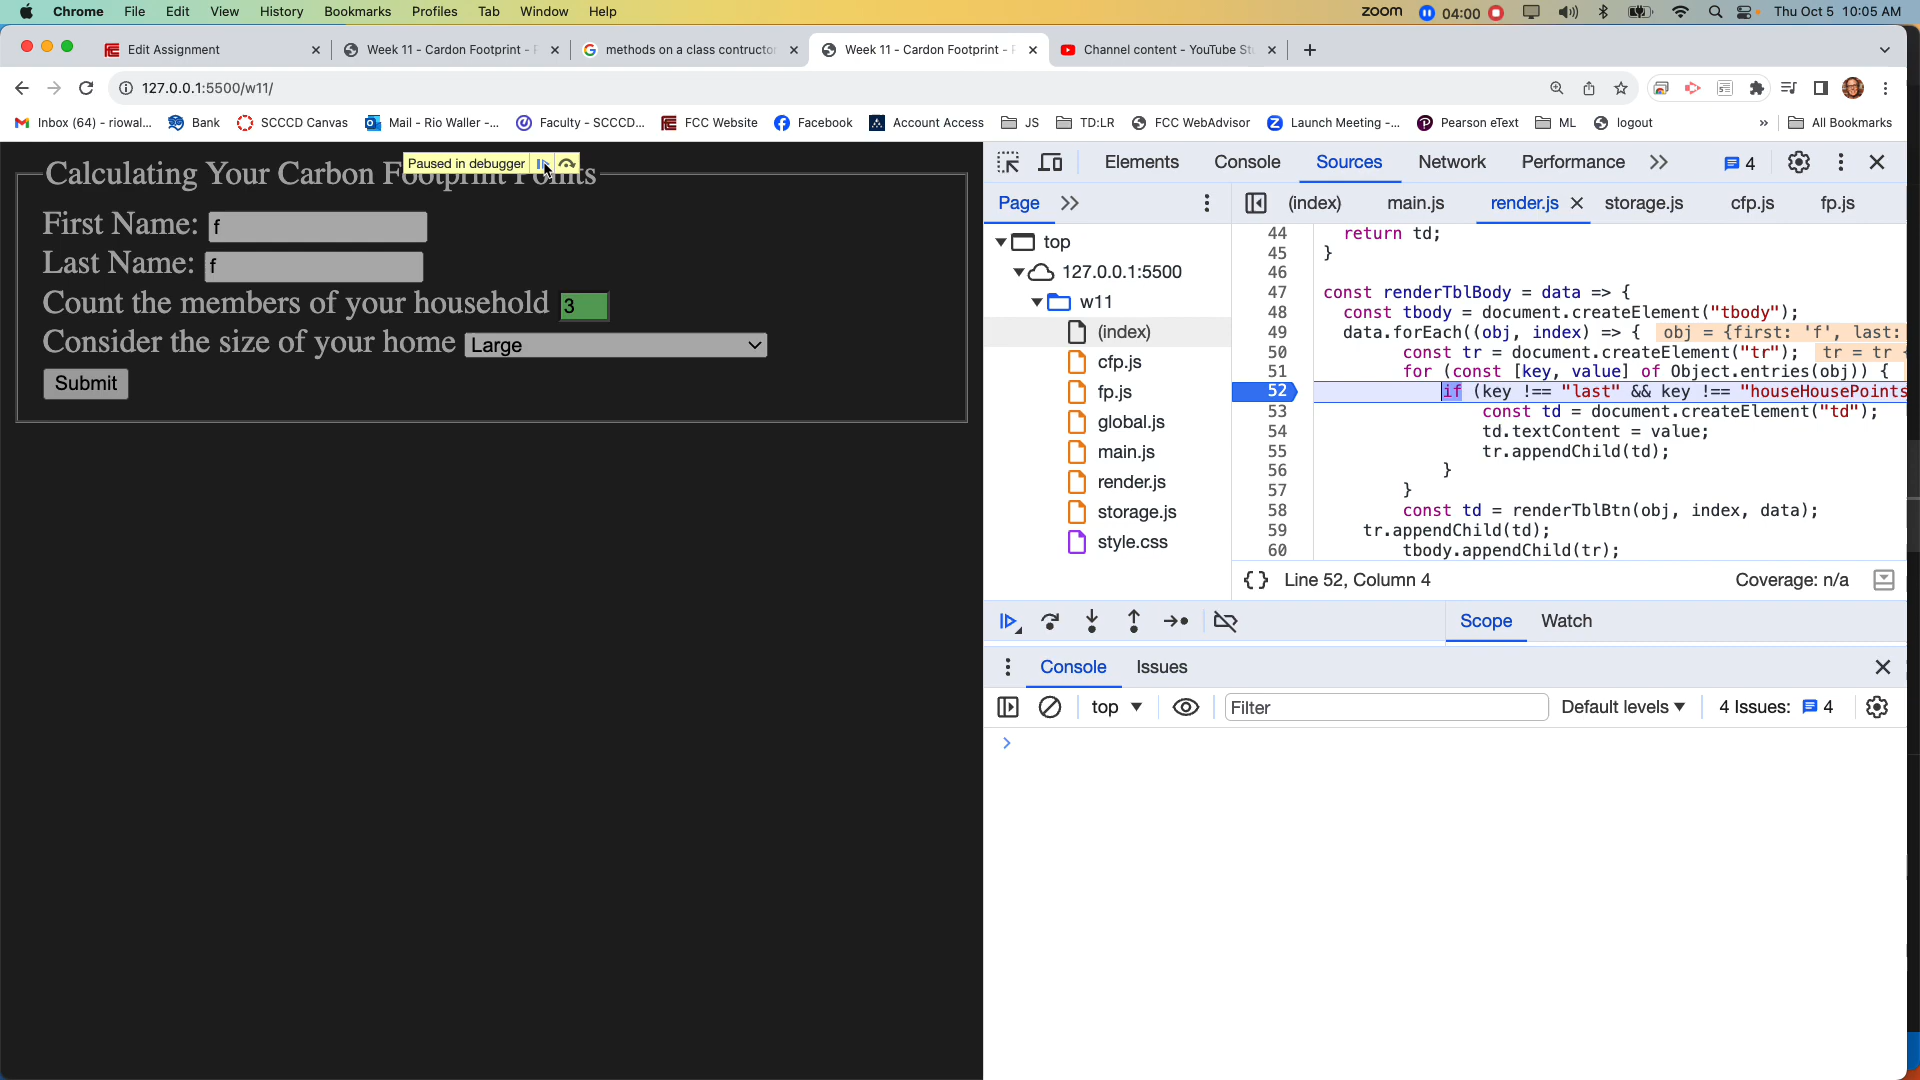 Chrome File Edit View History Bookmarks Profiles Tab Window Help zoom 04:00 Thu Oct 5 10:05 AM
Edit Assignment Week 11 - Cardon Footprint - methods on a class contructo Week 11 - Cardon Footprint - Channel content - YouTube St
127.0.0.1:5500/w11/
Inbox (64) - riowal... Bank SCCCD Canvas Mail - Rio Waller -... Faculty - SCCCD... FCC Website Facebook Account Access JS TD:LR FCC WebAdvisor Launch Meeting -... Pearson eText ML logout » All Bookmarks
Paused in debugger
Calculating Your Carbon Footprint Points
First Name: f
Last Name: f
Count the members of your household 3
Consider the size of your home Large
Submit
Elements Console Sources Network Performance 4
Page (index) main.js render.js storage.js cfp.js fp.js
top
127.0.0.1:5500
w11
(index)
cfp.js
fp.js
global.js
main.js
render.js
storage.js
style.css
44 return td;
45 }
46
47 const renderTblBody = data => {
48 const tbody = document.createElement("tbody");
49 data.forEach((obj, index) => { obj = {first: 'f', last:
50 const tr = document.createElement("tr"); tr = tr
51 for (const [key, value] of Object.entries(obj)) {
52 if (key !== "last" && key !== "houseHousePoints
53 const td = document.createElement("td");
54 td.textContent = value;
55 tr.appendChild(td);
56 }
57 }
58 const td = renderTblBtn(obj, index, data);
59 tr.appendChild(td);
60 tbody.appendChild(tr);
{} Line 52, Column 4 Coverage: n/a
Scope Watch
Console Issues
top Filter Default levels 4 Issues: 4